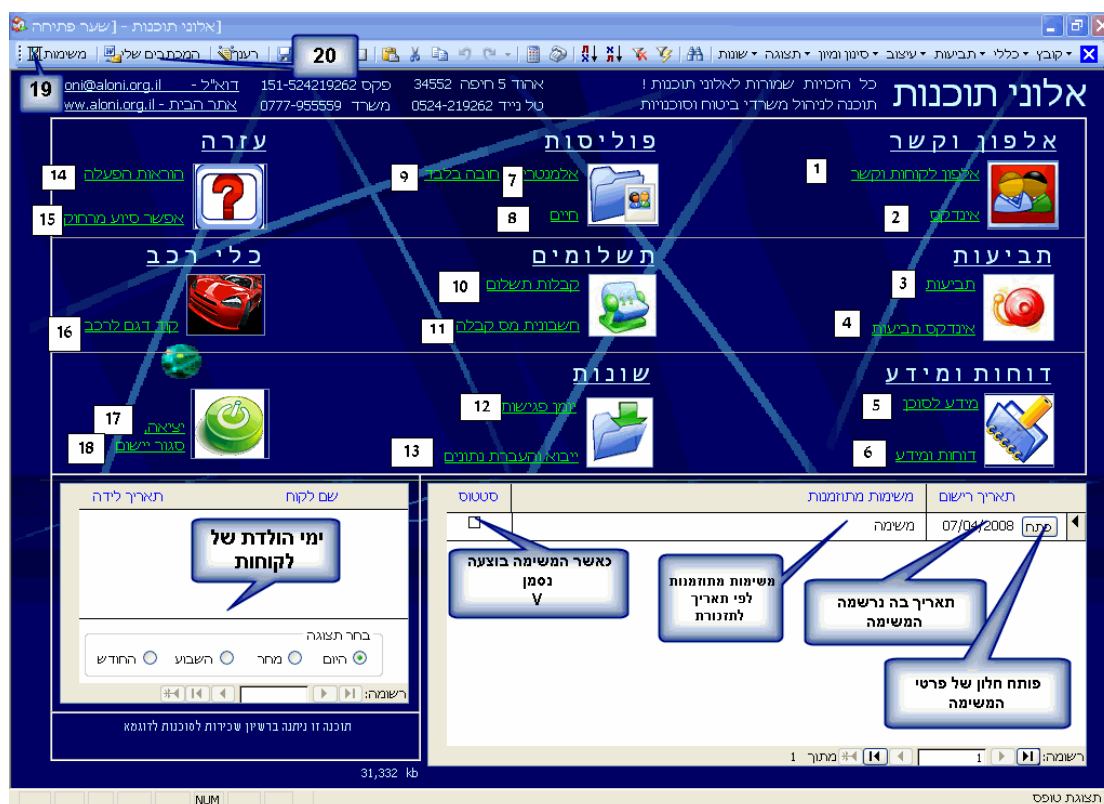 [אלוני תוכנות - [שער פתיחה
קובץ כללי תביעות עיצוב סינון ומיון תצוגה שונות
רענן המכתבים שלי משימות
19
20
אלוני תוכנות
כל הזכויות שמורות לאלוני תוכנות !
תוכנה לניהול משרדי ביטוח וסוכנויות
אהוד 5 חיפה 34552 פקס 151-524219262 דוא"ל - oni@aloni.org.il
טל נייד 0524-219262 משרד 0777-955559 אתר הבית - ww.aloni.org.il
אלפון וקשר
1 אלפון לקוחות וקשר
2 אינדקס
פוליסות
7 אלמנטרי
9 חובה בלבד
8 חיים
עזרה
14 הוראות הפעלה
15 אפשר סיוע מרחוק
תביעות
3 תביעות
4 אינדקס תביעות
תשלומים
10 קבלות תשלום
11 חשבונית מס קבלה
כלי רכב
16 קוד דגם לרכב
דוחות ומידע
5 מידע לסוכן
6 דוחות ומידע
שונות
12 יומן פגישות
13 ייבוא והעברת נתונים
17 יציאה,
18 סגור יישום
תאריך רישום משימות מתוזמנות סטטוס
פתח 07/04/2008 משימה
כאשר המשימה בוצעה
נסמן
V
משימות מתוזמנות
לפי תאריך
לתזכורת
תאריך בה נרשמה
המשימה
פותח חלון של פרטי
המשימה
רשומה: 1 מתוך 1
שם לקוח תאריך לידה
ימי הולדת של
לקוחות
בחר תצוגה
היום מחר השבוע החודש
רשומה:
תוכנה זו ניתנה ברשיון שכירות לסוכנות לדוגמא
31,332 kb
תצוגת טופס
NUM